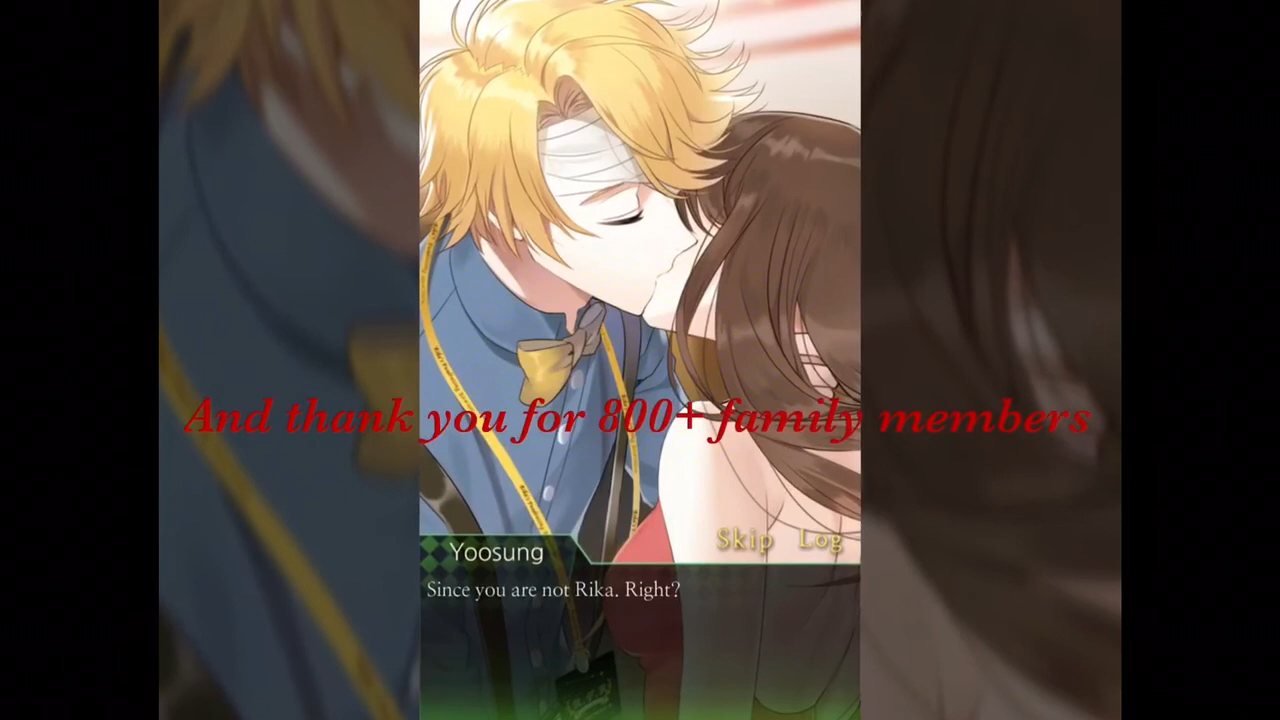 And thank you for 800+ family members
Skip Log
Yoosung
Since you are not Rika. Right?